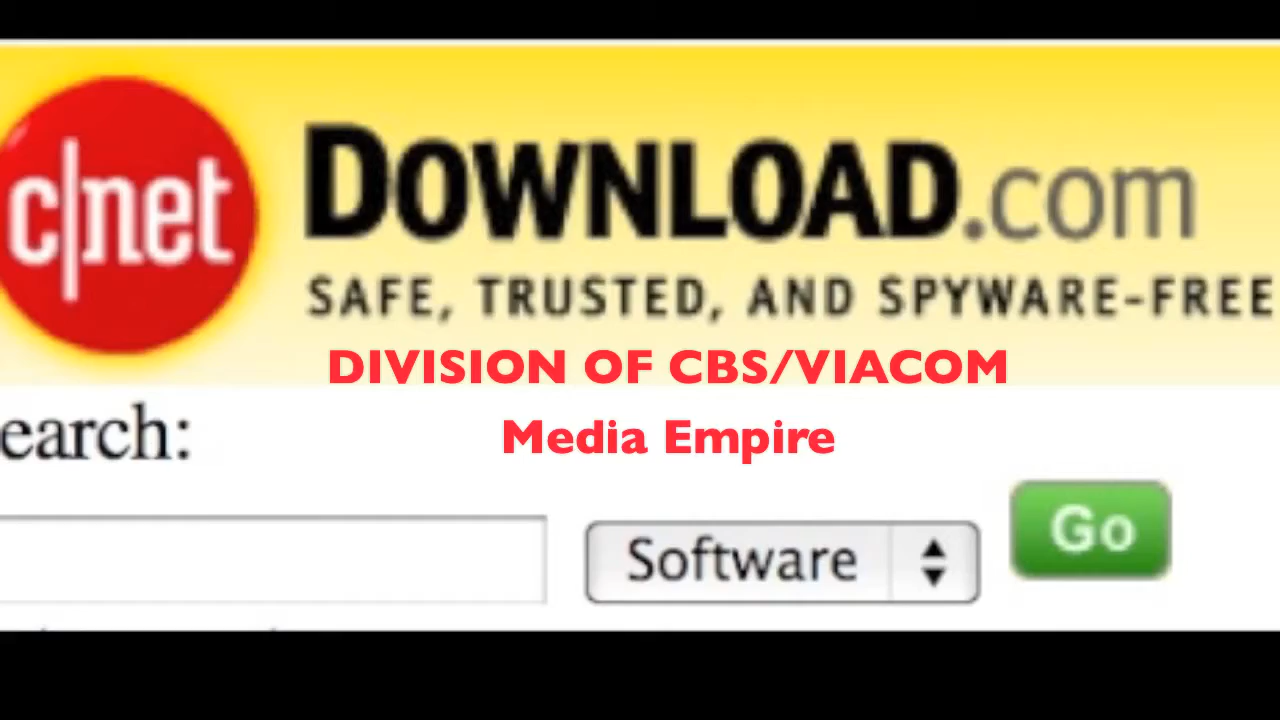 c|net
DOWNLOAD.com
SAFE, TRUSTED, AND SPYWARE-FREE
DIVISION OF CBS/VIACOM
Media Empire
earch:
Software
Go